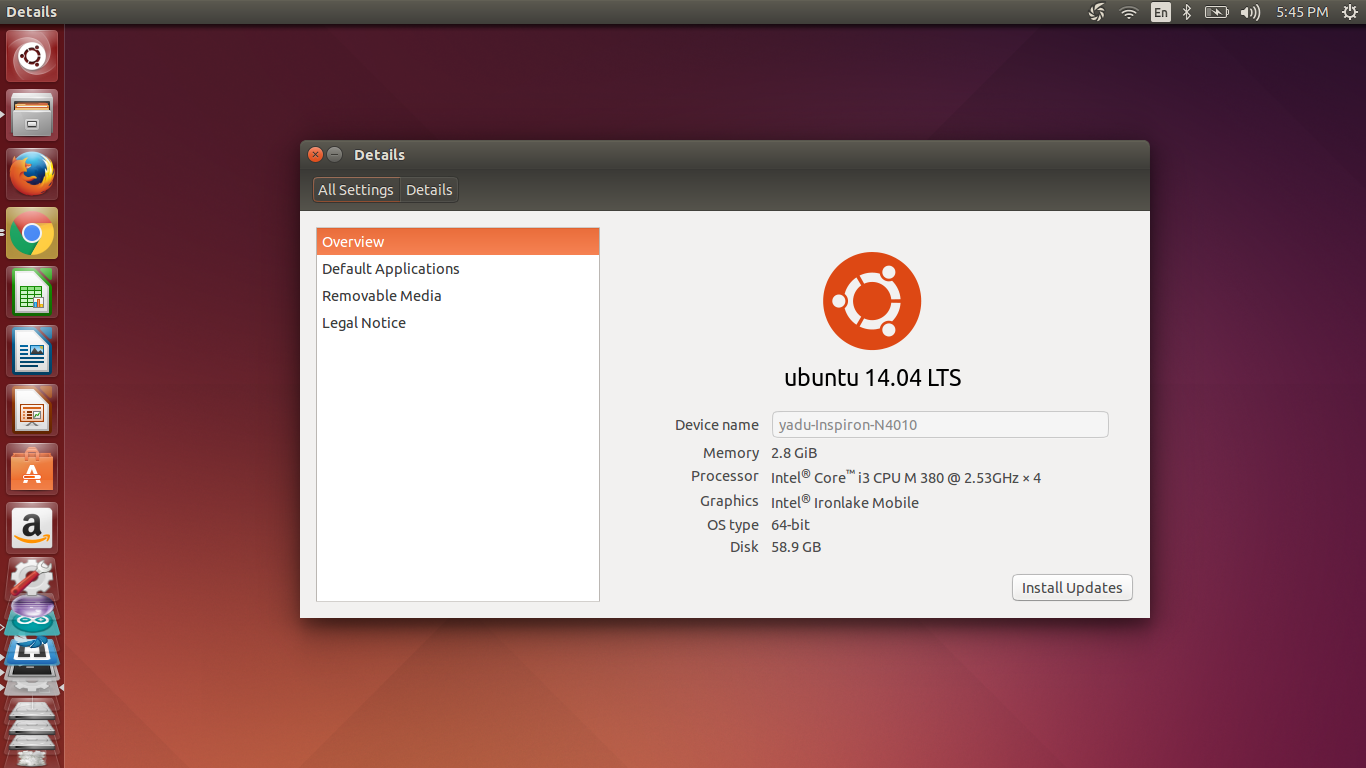 Details
En
5:45 PM
Details
All Settings Details
Overview
Default Applications
Removable Media
Legal Notice
ubuntu 14.04 LTS
Device name yadu-Inspiron-N4010
Memory 2.8 GiB
Processor Intel® Core™ i3 CPU M 380 @ 2.53GHz × 4
Graphics Intel® Ironlake Mobile
OS type 64-bit
Disk 58.9 GB
Install Updates